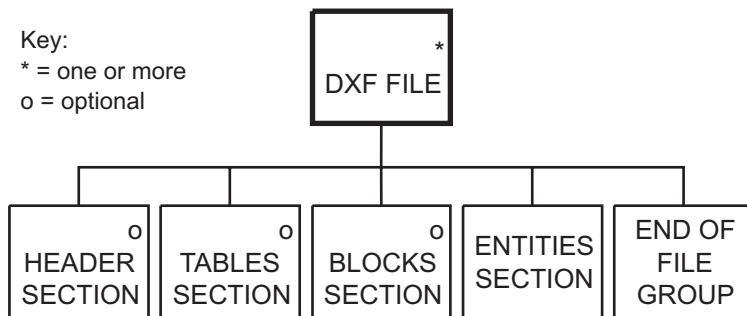 Key:
* = one or more
o = optional
*
DXF FILE
o
HEADER
SECTION
o
TABLES
SECTION
o
BLOCKS
SECTION
ENTITIES
SECTION
END OF
FILE
GROUP